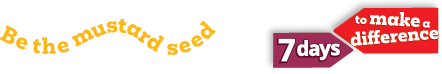 Be the mustard seed
7 days
to make a
difference